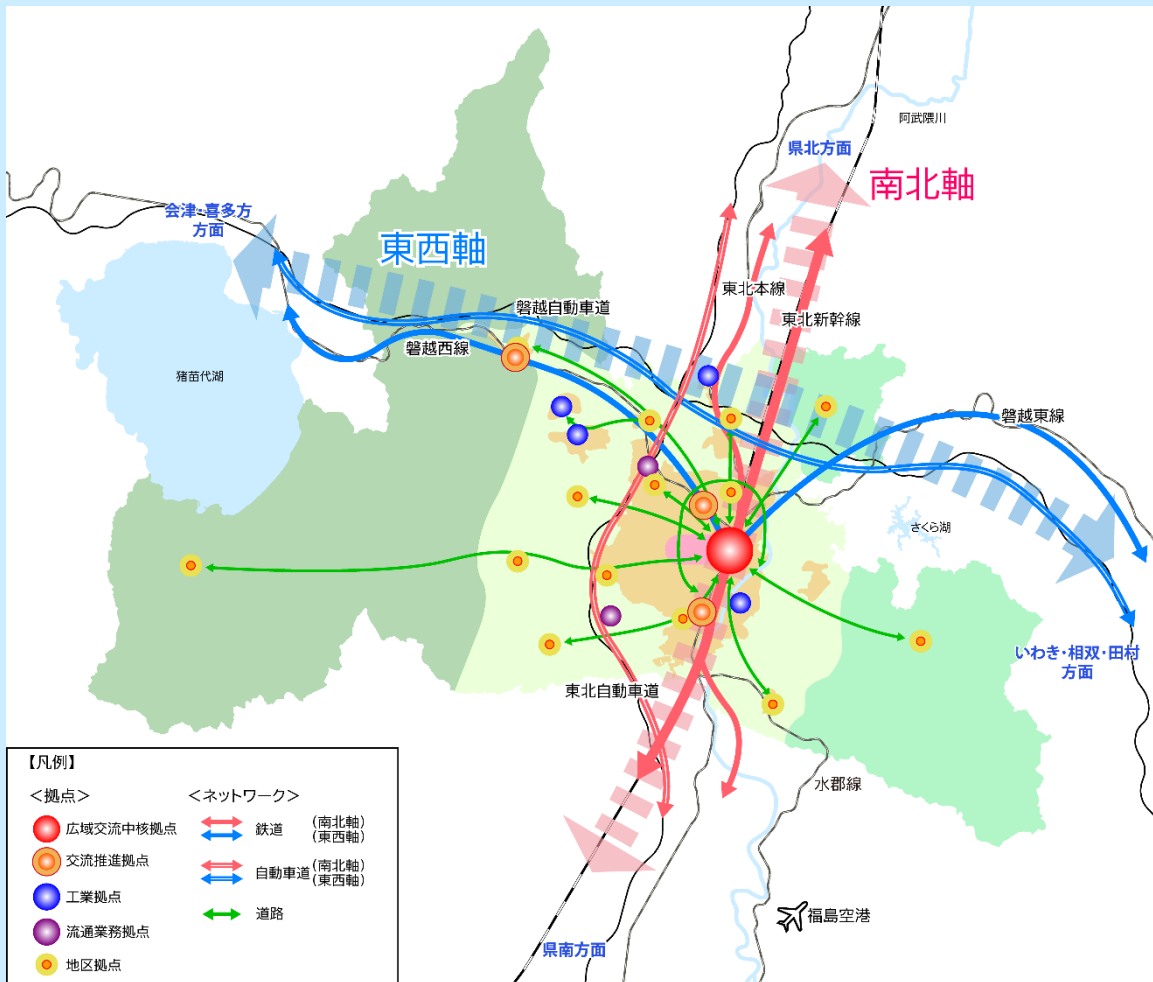 阿武隈川
県北方面
南北軸
会津・喜多方
方面
東西軸
東北本線
磐越自動車道
東北新幹線
磐越西線
猪苗代湖
磐越東線
さくら湖
いわき・相双・田村
方面
東北自動車道
水郡線
福島空港
県南方面
【凡例】
＜拠点＞
＜ネットワーク＞
広域交流中核拠点
鉄道
(南北軸)
(東西軸)
交流推進拠点
自動車道
(南北軸)
(東西軸)
工業拠点
道路
流通業務拠点
地区拠点